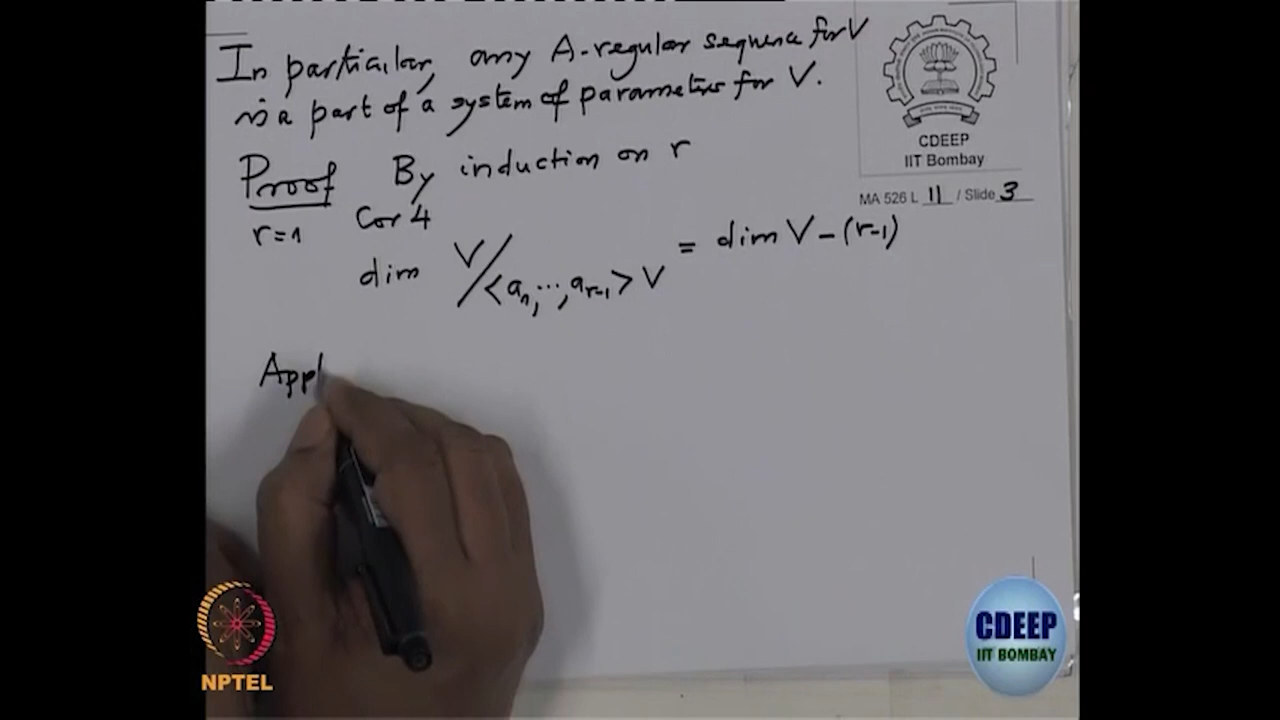 In particular, any A-regular sequence for V
is a part of a system of parameters for V.
Proof By induction on r
r=1 Cor 4
dim V/<a₁,...,aᵣ₋₁>V = dim V-(r-1)
Appl
CDEEP
IIT Bombay
MA 526 L 11 / Slide 3
NPTEL
CDEEP
IIT BOMBAY